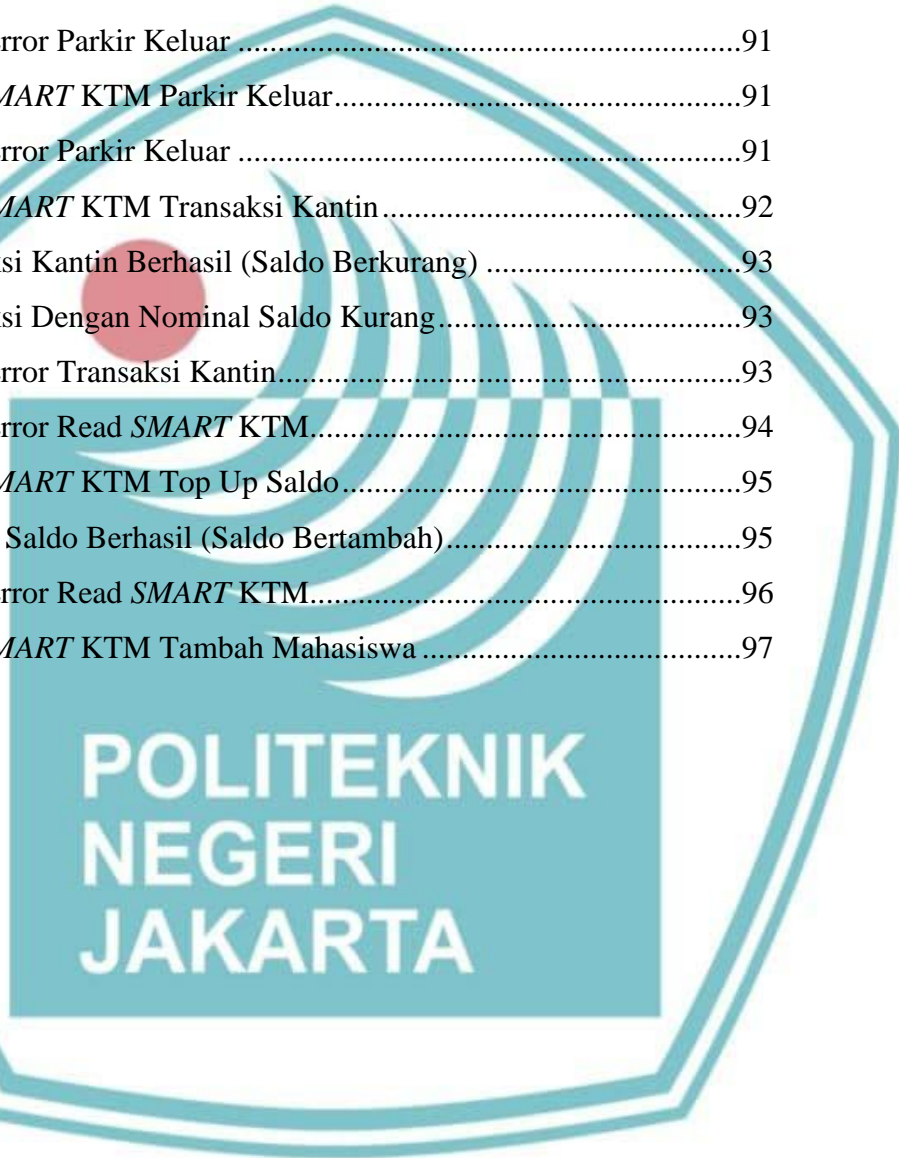 rror Parkir Keluar ................................................................91
MART KTM Parkir Keluar....................................................91
rror Parkir Keluar ................................................................91
MART KTM Transaksi Kantin..............................................92
ksi Kantin Berhasil (Saldo Berkurang) .................................93
ksi Dengan Nominal Saldo Kurang.......................................93
rror Transaksi Kantin...........................................................93
rror Read SMART KTM.......................................................94
MART KTM Top Up Saldo...................................................95
Saldo Berhasil (Saldo Bertambah)......................................95
rror Read SMART KTM.......................................................96
MART KTM Tambah Mahasiswa .........................................97
POLITEKNIK
NEGERI
JAKARTA